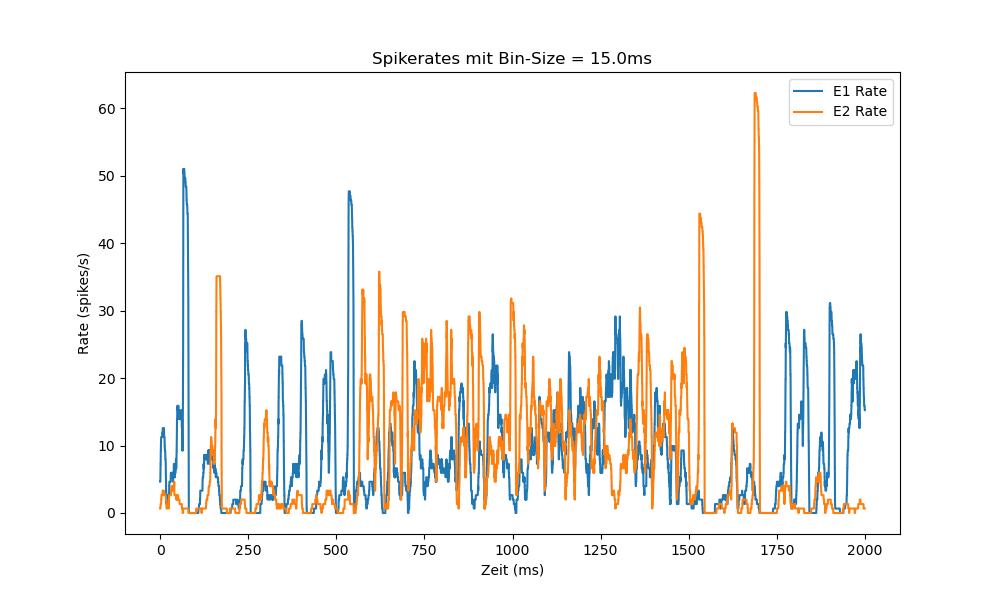 Spikerates mit Bin-Size = 15.0ms
E1 Rate
E2 Rate
Rate (spikes/s)
60
50
40
30
20
10
0
0 250 500 750 1000 1250 1500 1750 2000
Zeit (ms)